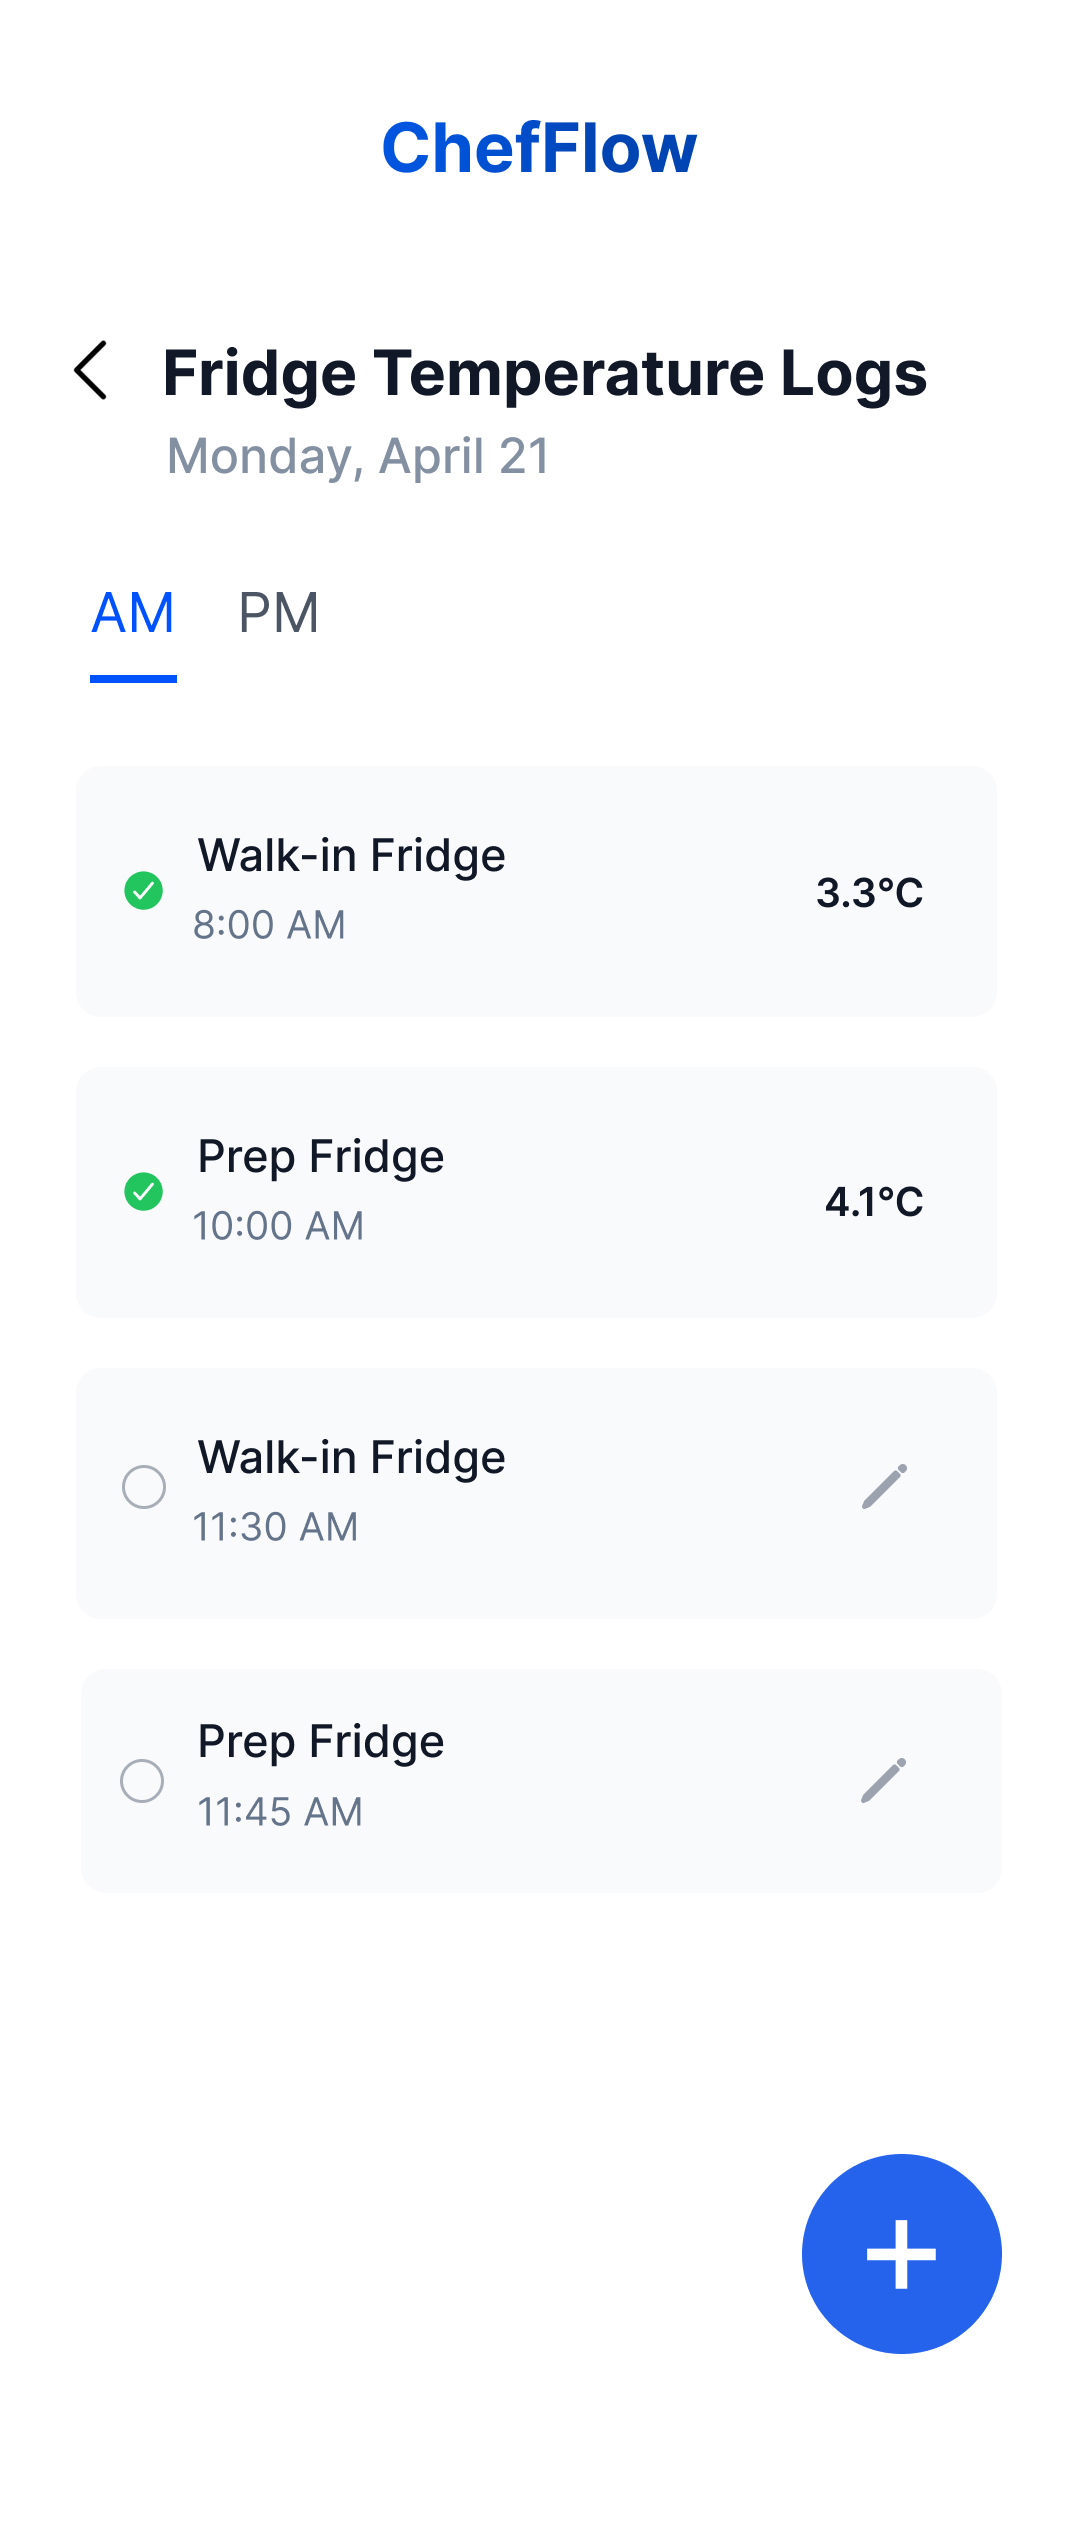 ChefFlow
Fridge Temperature Logs
Monday, April 21
AM PM
Walk-in Fridge
8:00 AM
3.3°C
Prep Fridge
10:00 AM
4.1°C
Walk-in Fridge
11:30 AM
Prep Fridge
11:45 AM